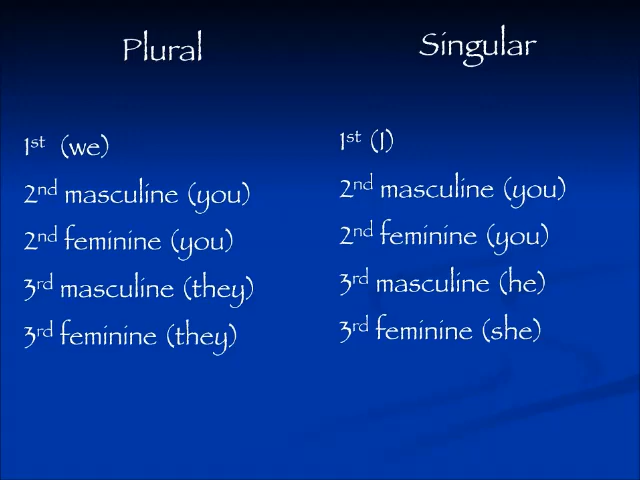 Plural
1st (we)
2nd masculine (you)
2nd feminine (you)
3rd masculine (they)
3rd feminine (they)
Singular
1st (I)
2nd masculine (you)
2nd feminine (you)
3rd masculine (he)
3rd feminine (she)